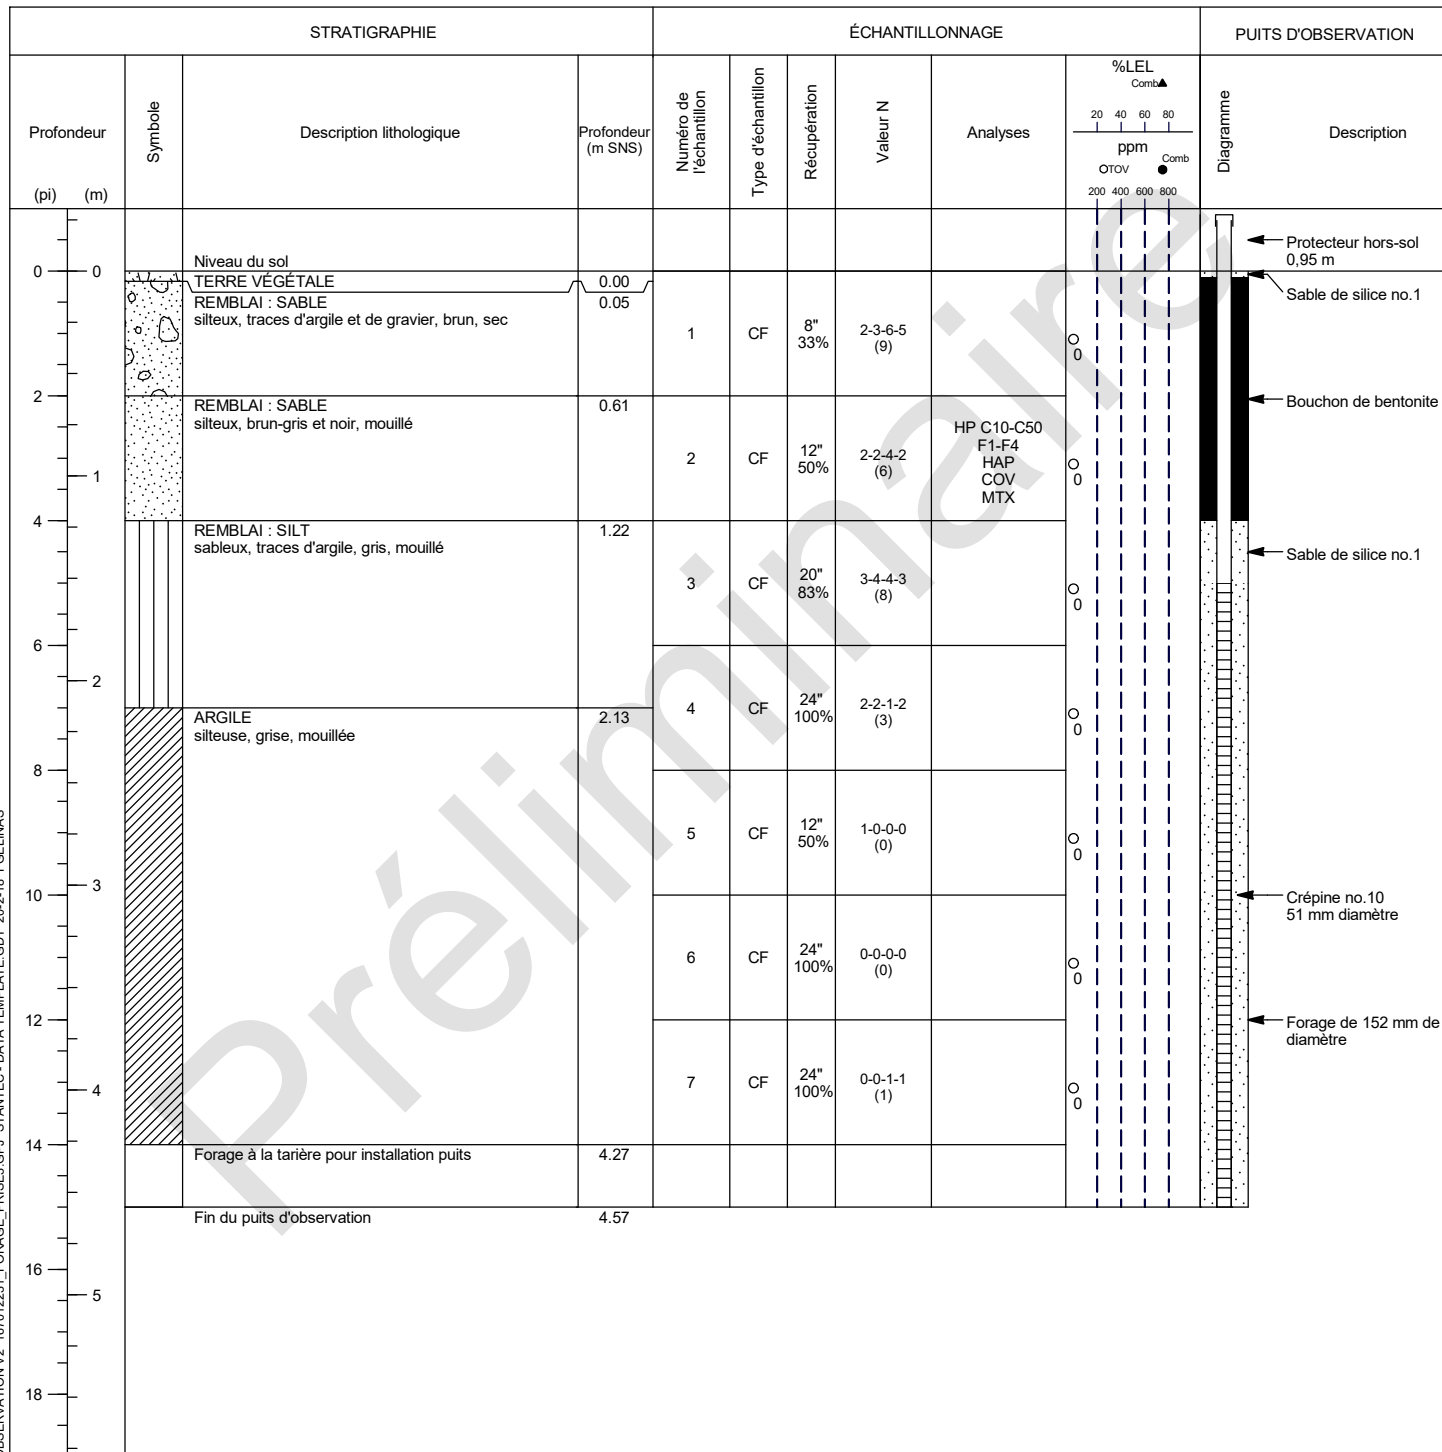 STRATIGRAPHIE
ÉCHANTILLONNAGE
PUITS D'OBSERVATION
Profondeur
(pi) (m)
Symbole
Description lithologique
Profondeur
(m SNS)
Numéro de
l'échantillon
Type d'échantillon
Récupération
Valeur N
Analyses
%LEL
Comb▲
20 40 60 80
ppm
OTOV
Comb
●
200 400 600 800
Diagramme
Description
Niveau du sol
0 0
TERRE VÉGÉTALE 0.00
REMBLAI : SABLE 0.05
silteux, traces d'argile et de gravier, brun, sec
1 CF 8"
33%
2-3-6-5
(9)
0
2
REMBLAI : SABLE 0.61
silteux, brun-gris et noir, mouillé
2 CF 12"
50%
2-2-4-2
(6)
HP C10-C50
F1-F4
HAP
COV
MTX
0
1
4
REMBLAI : SILT 1.22
sableux, traces d'argile, gris, mouillé
3 CF 20"
83%
3-4-4-3
(8)
0
6
2
4 CF 24"
100%
2-2-1-2
(3)
0
ARGILE 2.13
silteuse, grise, mouillée
8
5 CF 12"
50%
1-0-0-0
(0)
0
3
10
6 CF 24"
100%
0-0-0-0
(0)
0
12
7 CF 24"
100%
0-0-1-1
(1)
0
4
14
Forage à la tarière pour installation puits 4.27
Fin du puits d'observation 4.57
16
5
18
Protecteur hors-sol
0,95 m
Sable de silice no.1
Bouchon de bentonite
Sable de silice no.1
Crépine no.10
51 mm diamètre
Forage de 152 mm de
diamètre
Préliminaire